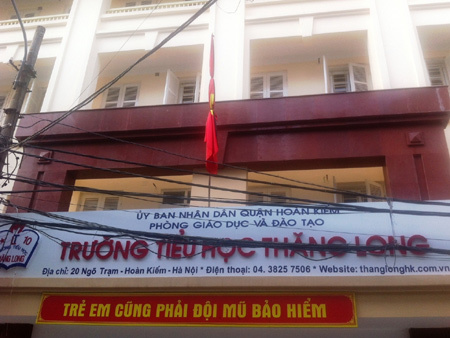 ỦY BAN NHÂN DÂN QUẬN HOÀN KIẾM
PHÒNG GIÁO DỤC VÀ ĐÀO TẠO
TRƯỜNG TIỂU HỌC THĂNG LONG
Địa chỉ: 20 Ngõ Trạm - Hoàn Kiếm - Hà Nội * Điện thoại: 04. 3825 7506 * Website: thanglonghk.com.vn
TRẺ EM CŨNG PHẢI ĐỘI MŨ BẢO HIỂM